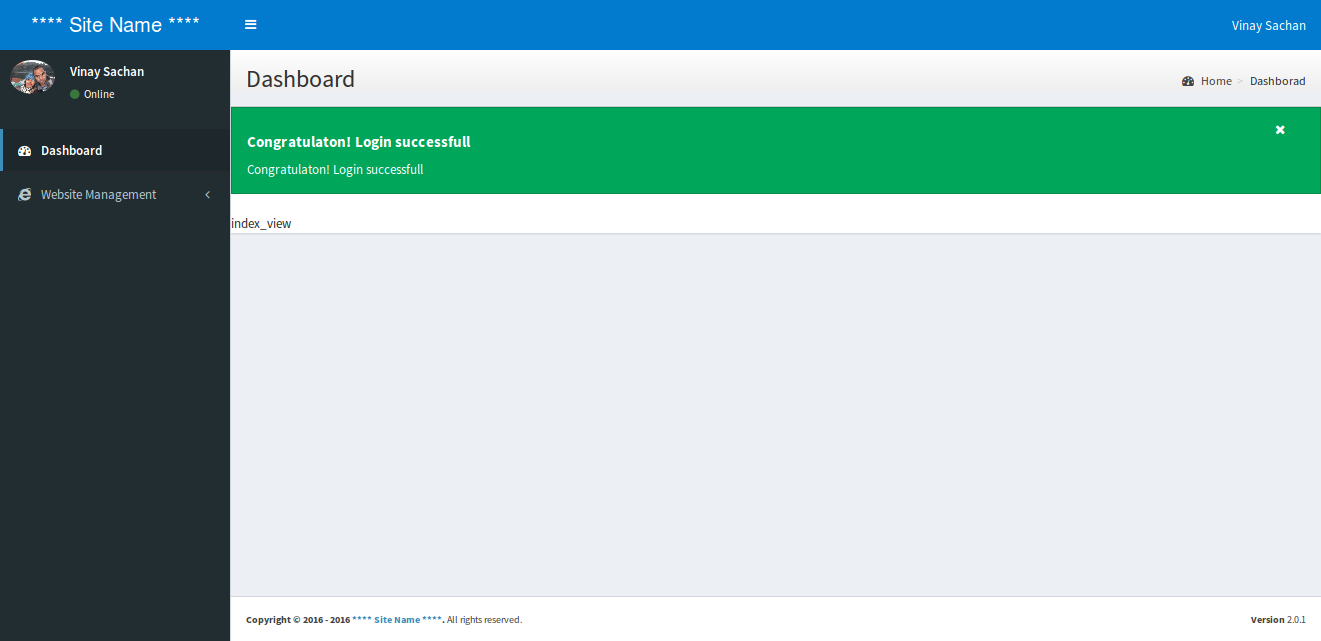 **** Site Name ****
Vinay Sachan
Vinay Sachan
Online
Dashboard
Website Management
Dashboard
Home > Dashborad
Congratulaton! Login successfull
Congratulaton! Login successfull
index_view
Copyright © 2016 - 2016 **** Site Name ****. All rights reserved.
Version 2.0.1